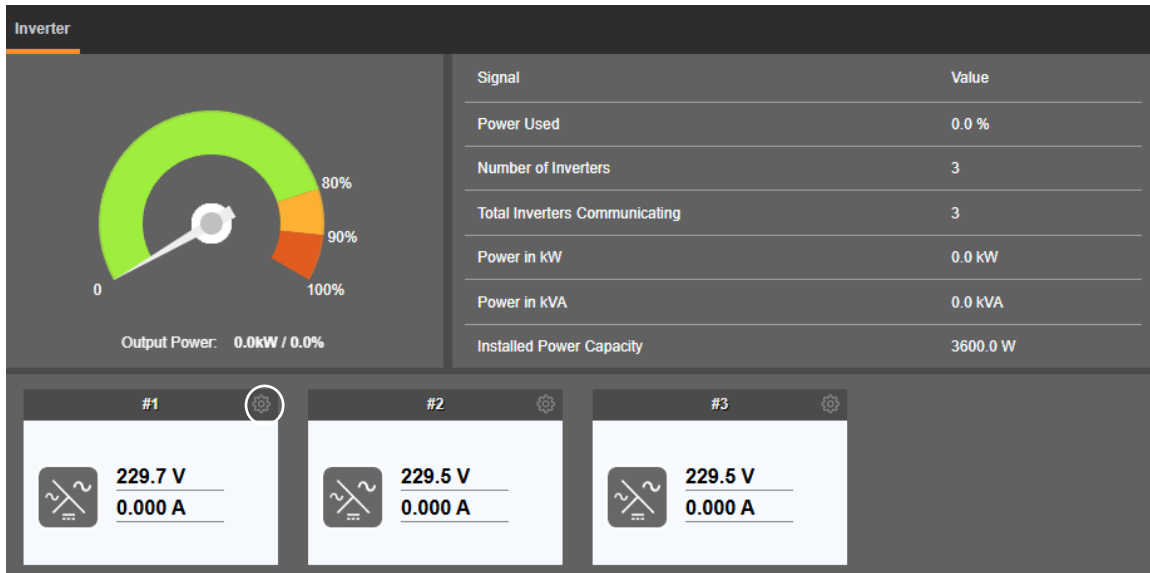 Inverter
80%
90%
0
100%
Output Power: 0.0kW / 0.0%
Signal Value
Power Used 0.0 %
Number of Inverters 3
Total Inverters Communicating 3
Power in kW 0.0 kW
Power in kVA 0.0 kVA
Installed Power Capacity 3600.0 W
#1
229.7 V
0.000 A
#2
229.5 V
0.000 A
#3
229.5 V
0.000 A